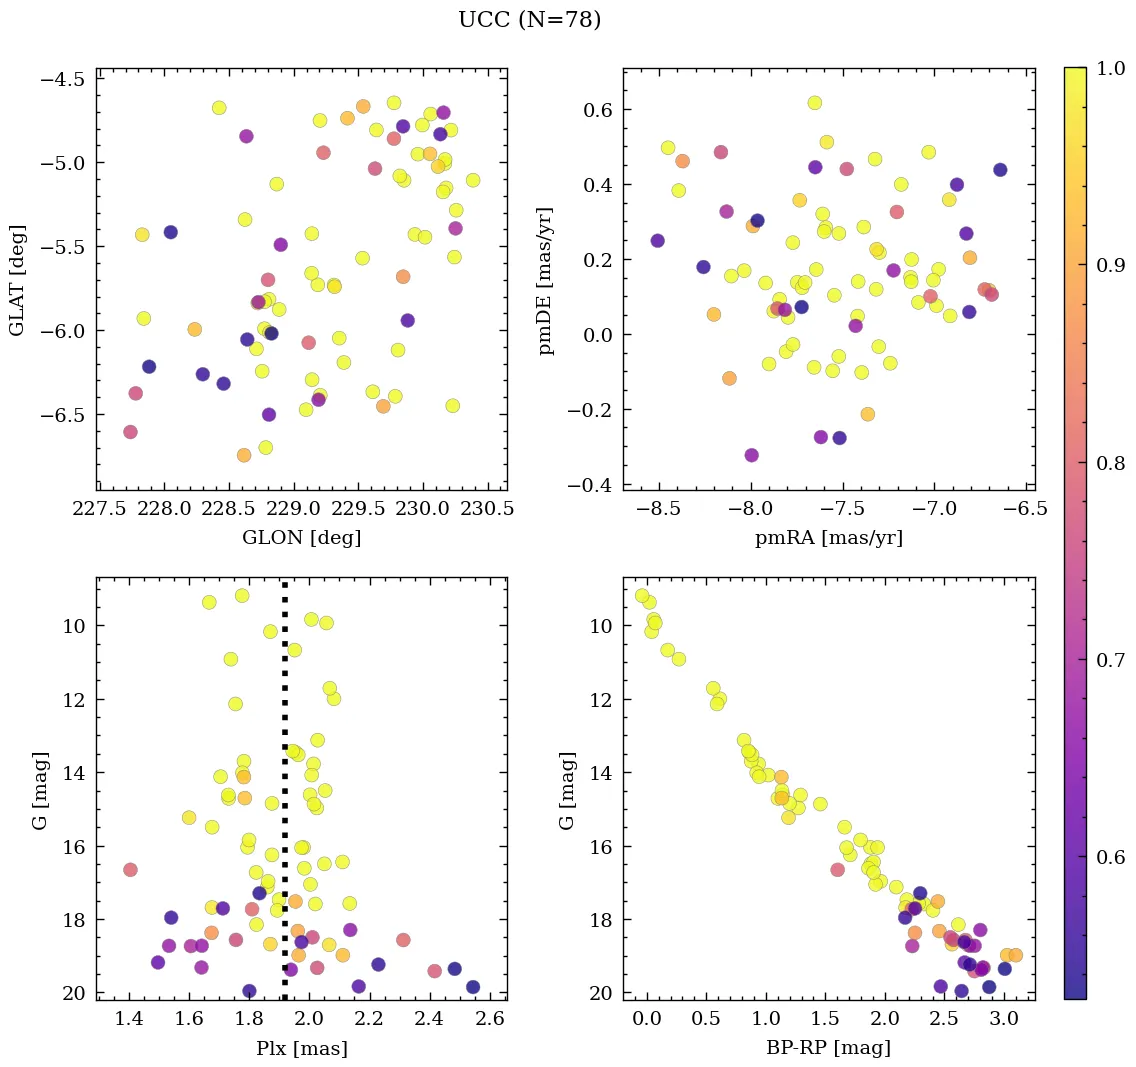 UCC (N=78)
−4.5
−5.0
−5.5
−6.0
−6.5
GLAT [deg]
227.5 228.0 228.5 229.0 229.5 230.0 230.5
GLON [deg]
0.6
0.4
0.2
0.0
−0.2
−0.4
pmDE [mas/yr]
−8.5 −8.0 −7.5 −7.0 −6.5
pmRA [mas/yr]
1.0
0.9
0.8
0.7
0.6
10
12
14
16
18
20
G [mag]
1.4 1.6 1.8 2.0 2.2 2.4 2.6
Plx [mas]
10
12
14
16
18
20
G [mag]
0.0 0.5 1.0 1.5 2.0 2.5 3.0
BP-RP [mag]